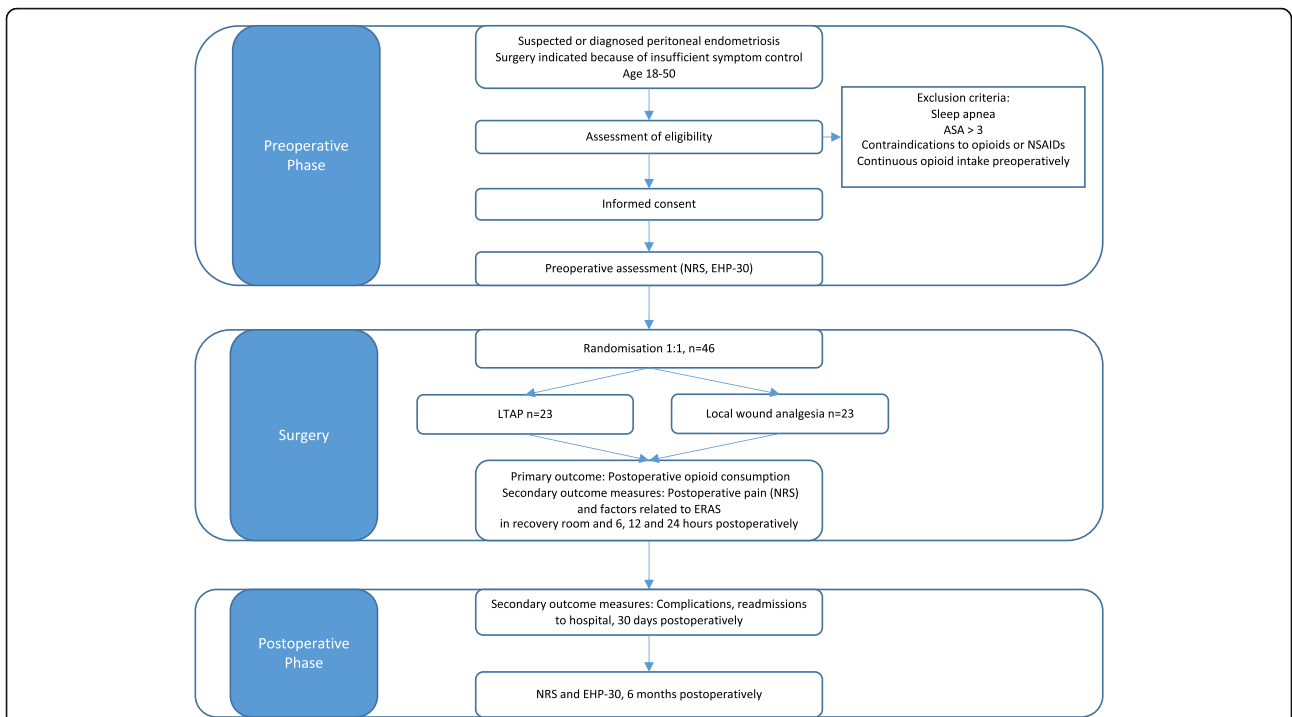 Preoperative
Phase
Suspected or diagnosed peritoneal endometriosis
Surgery indicated because of insufficient symptom control
Age 18-50
Assessment of eligibility
Exclusion criteria:
Sleep apnea
ASA > 3
Contraindications to opioids or NSAIDs
Continuous opioid intake preoperatively
Informed consent
Preoperative assessment (NRS, EHP-30)
Surgery
Randomisation 1:1, n=46
LTAP n=23
Local wound analgesia n=23
Primary outcome: Postoperative opioid consumption
Secondary outcome measures: Postoperative pain (NRS)
and factors related to ERAS
in recovery room and 6, 12 and 24 hours postoperatively
Postoperative
Phase
Secondary outcome measures: Complications, readmissions
to hospital, 30 days postoperatively
NRS and EHP-30, 6 months postoperatively